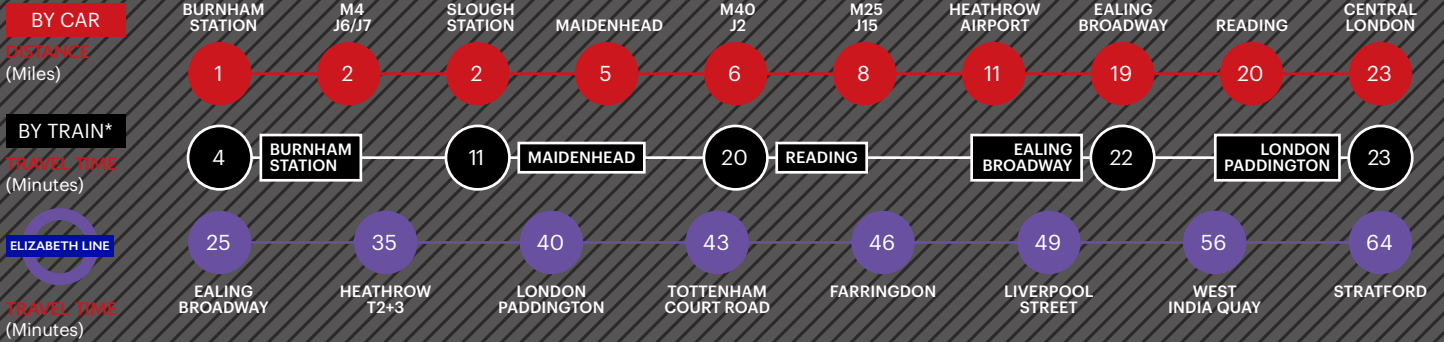 BY CAR
DISTANCE
(Miles)
BURNHAM
STATION
M4
J6/J7
SLOUGH
STATION
MAIDENHEAD
M40
J2
M25
J15
HEATHROW
AIRPORT
EALING
BROADWAY
READING
CENTRAL
LONDON
1
2
2
5
6
8
11
19
20
23
BY TRAIN*
TRAVEL TIME
(Minutes)
4
BURNHAM
STATION
11
MAIDENHEAD
20
READING
EALING
BROADWAY
22
LONDON
PADDINGTON
23
ELIZABETH LINE
TRAVEL TIME
(Minutes)
25
35
40
43
46
49
56
64
EALING
BROADWAY
HEATHROW
T2+3
LONDON
PADDINGTON
TOTTENHAM
COURT ROAD
FARRINGDON
LIVERPOOL
STREET
WEST
INDIA QUAY
STRATFORD